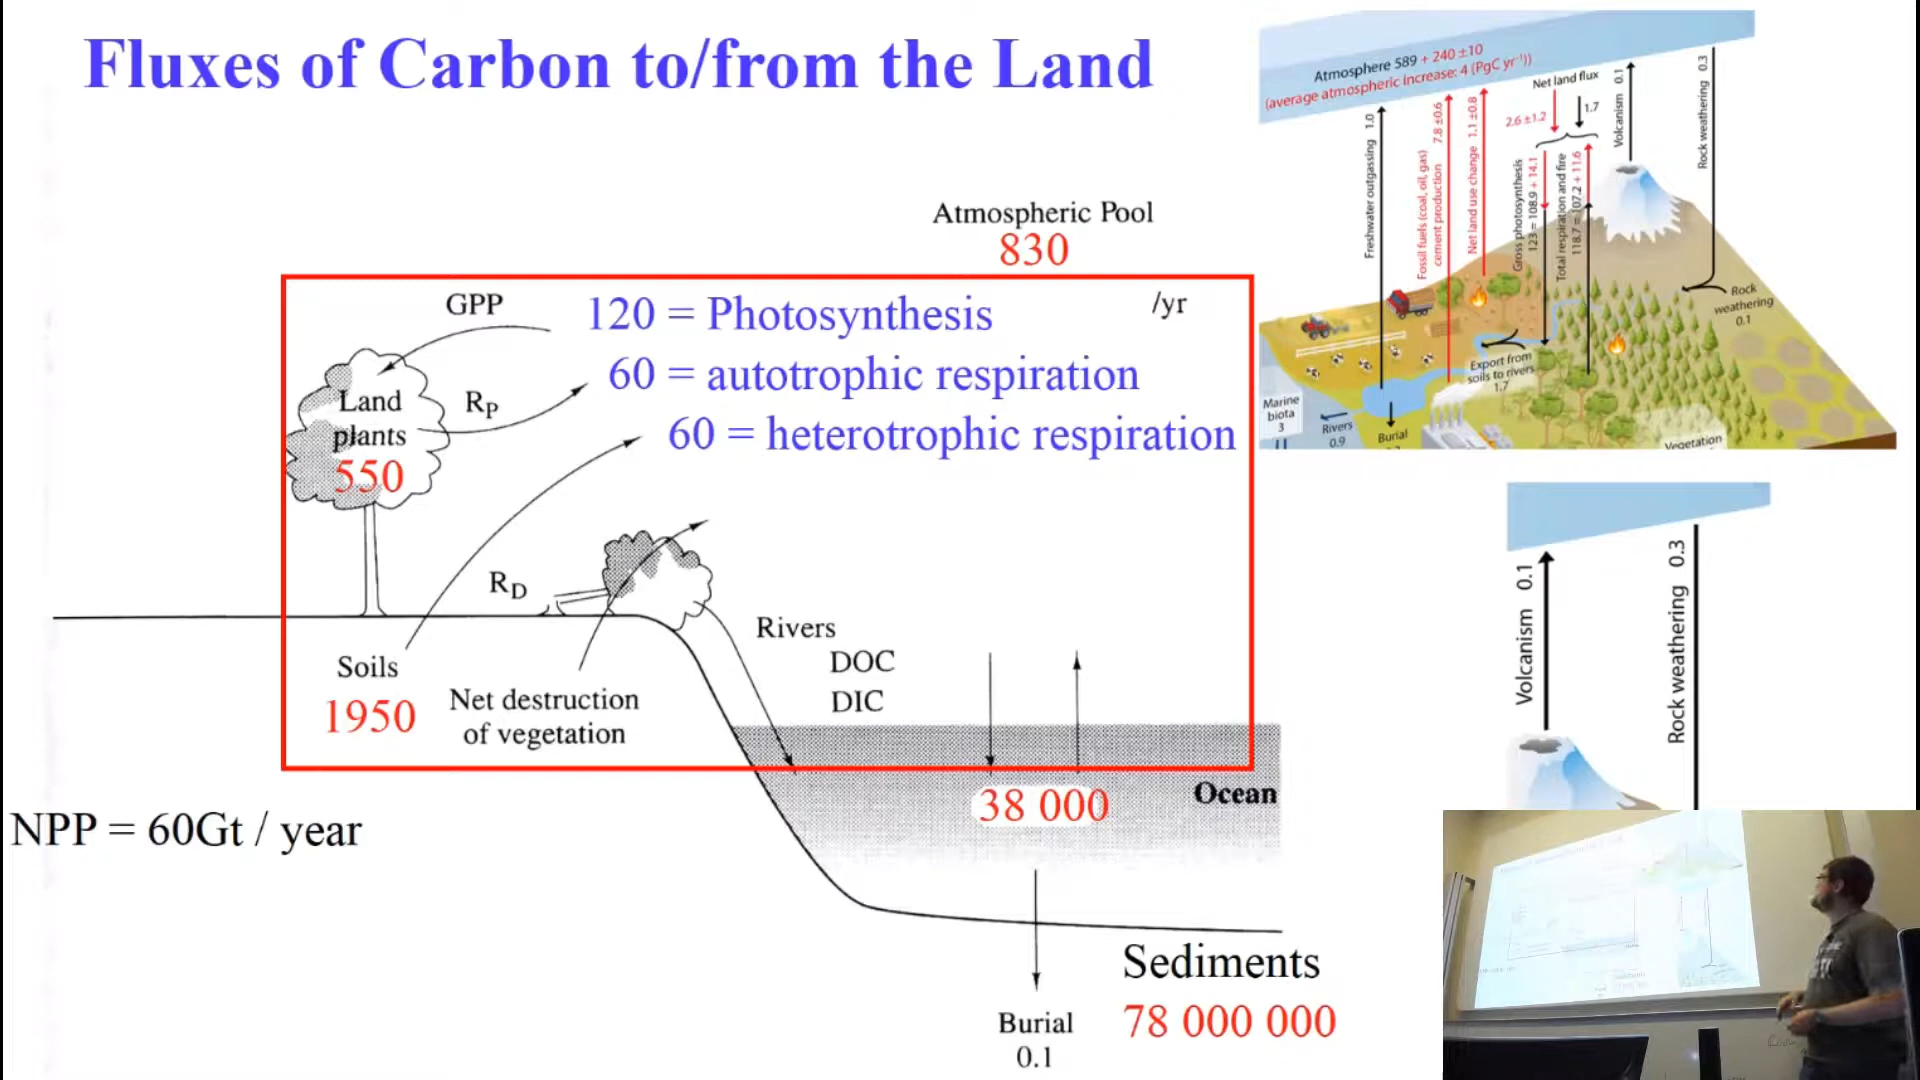 Fluxes of Carbon to/from the Land
Atmospheric Pool
830
GPP
120 = Photosynthesis
/yr
60 = autotrophic respiration
60 = heterotrophic respiration
Land
plants
550
RP
RD
Rivers
DOC
DIC
Soils
1950
Net destruction
of vegetation
38 000
Ocean
NPP = 60Gt / year
Sediments
78 000 000
Burial
0.1
Atmosphere 589 + 240 ±10
(average atmospheric increase: 4 (PgC yr⁻¹))
Freshwater outgassing 1.0
Fossil fuels (coal, oil, gas)
cement production 7.8 ±0.6
Net land use change 1.1 ±0.8
Net land flux
2.6 ±1.2
1.7
Gross photosynthesis
123 = 108.9 + 14.1
Total respiration and fire
118.7 = 107.2 + 11.6
Volcanism 0.1
Rock weathering 0.3
Rock
weathering
0.1
Export from
soils to rivers
1.7
Marine
biota
3
Rivers
0.9
Burial
Vegetation
Volcanism 0.1
Rock weathering 0.3